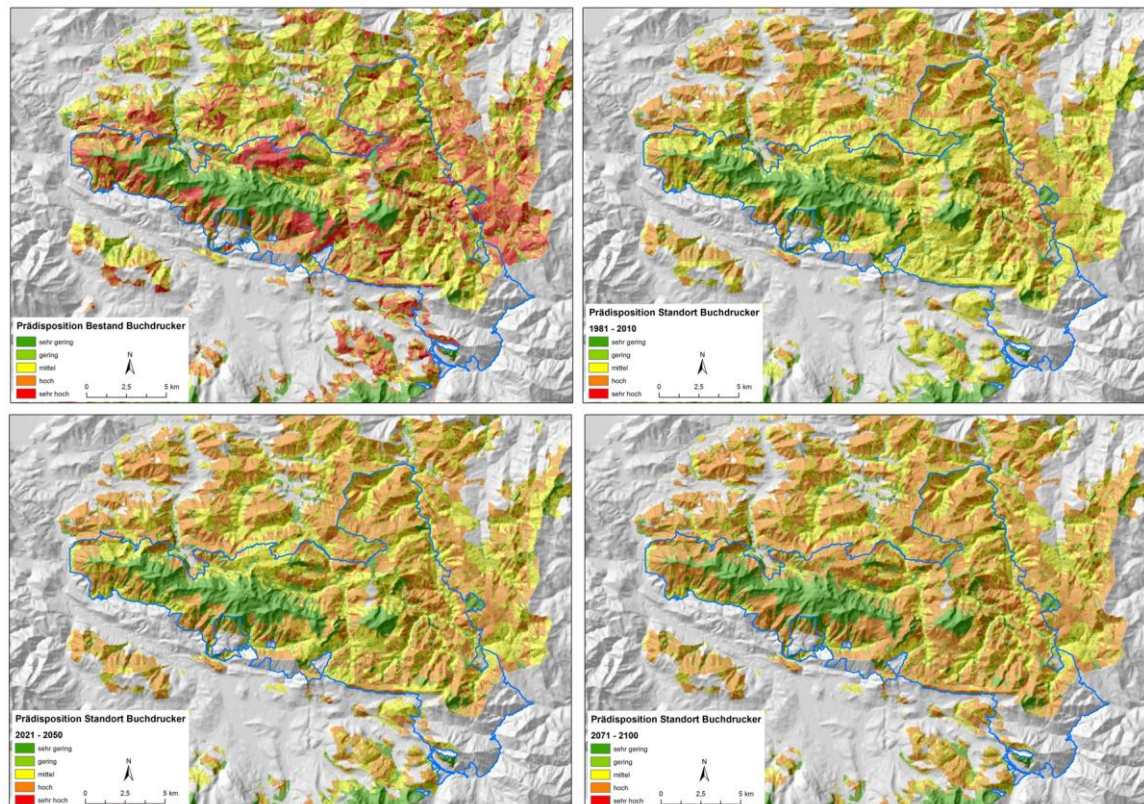 Prädisposition Bestand Buchdrucker
sehr gering
gering
mittel
hoch
sehr hoch
N
0 2,5 5 km
Prädisposition Standort Buchdrucker
1981 - 2010
sehr gering
gering
mittel
hoch
sehr hoch
N
0 2,5 5 km
Prädisposition Standort Buchdrucker
2021 - 2050
sehr gering
gering
mittel
hoch
sehr hoch
N
0 2,5 5 km
Prädisposition Standort Buchdrucker
2071 - 2100
sehr gering
gering
mittel
hoch
sehr hoch
N
0 2,5 5 km